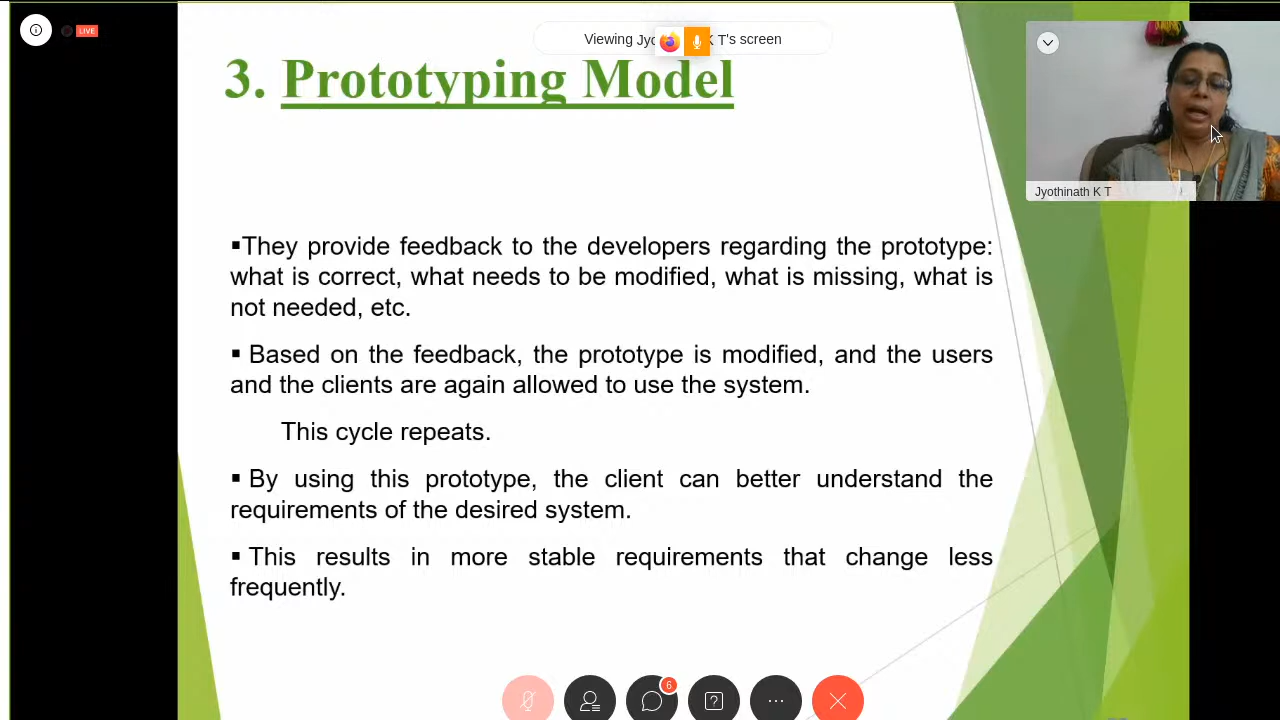 LIVE
Viewing Jyo K T's screen
3. Prototyping Model
Jyothinath K T
▪They provide feedback to the developers regarding the prototype:
what is correct, what needs to be modified, what is missing, what is
not needed, etc.
▪ Based on the feedback, the prototype is modified, and the users
and the clients are again allowed to use the system.
This cycle repeats.
▪ By using this prototype, the client can better understand the
requirements of the desired system.
▪ This results in more stable requirements that change less
frequently.
6